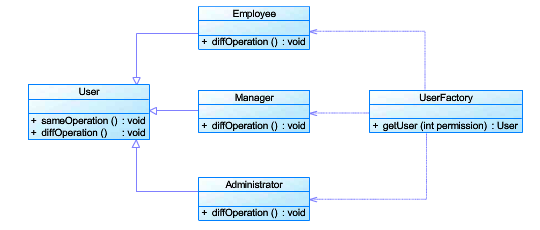 Employee
+ diffOperation () : void
User
+ sameOperation () : void
+ diffOperation () : void
Manager
+ diffOperation () : void
UserFactory
+ getUser (int permission) : User
Administrator
+ diffOperation () : void